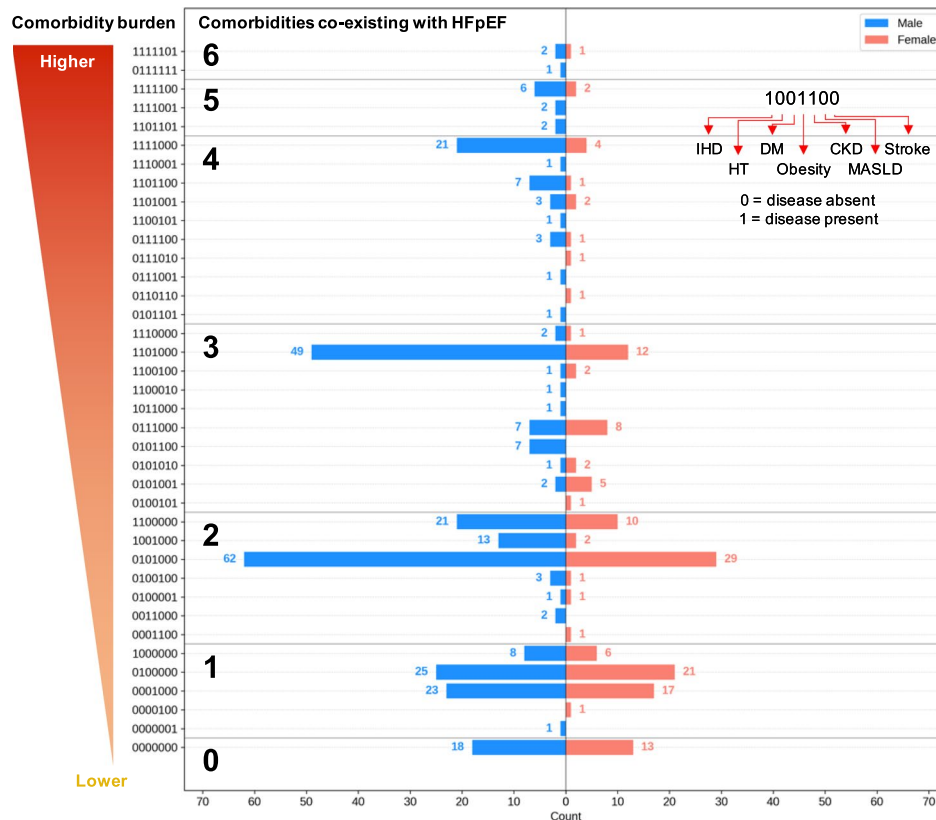 Comorbidity burden
Higher
Lower
Comorbidities co-existing with HFpEF
Male
Female
1001100
IHD DM CKD Stroke
HT Obesity MASLD
0 = disease absent
1 = disease present
6
1111101 2 1
0111111 1
5
1111100 6 2
1111001 2
1101101 2
4
1111000 21 4
1110001 1
1101100 7 1
1101001 3 2
1100101 1
0111100 3 1
0111010 1
0111001 1
0110110 1
0101101 1
3
1110000 2 1
1101000 49 12
1100100 1 2
1100010 1
1011000 1
0111000 7 8
0101100 7
0101010 1 2
0101001 2 5
0100101 1
2
1100000 21 10
1001000 13 2
0101000 62 29
0100100 3 1
0100001 1 1
0011000 2
0001100 1
1
1000000 8 6
0100000 25 21
0001000 23 17
0000100 1
0000001 1
0
0000000 18 13
70 60 50 40 30 20 10 0 10 20 30 40 50 60 70
Count